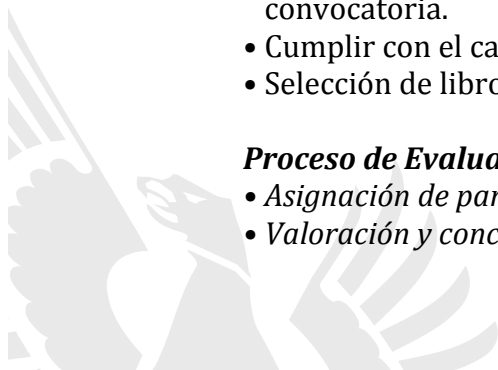 convocatoria.
• Cumplir con el ca
• Selección de libro
Proceso de Evalua
• Asignación de par
• Valoración y conc